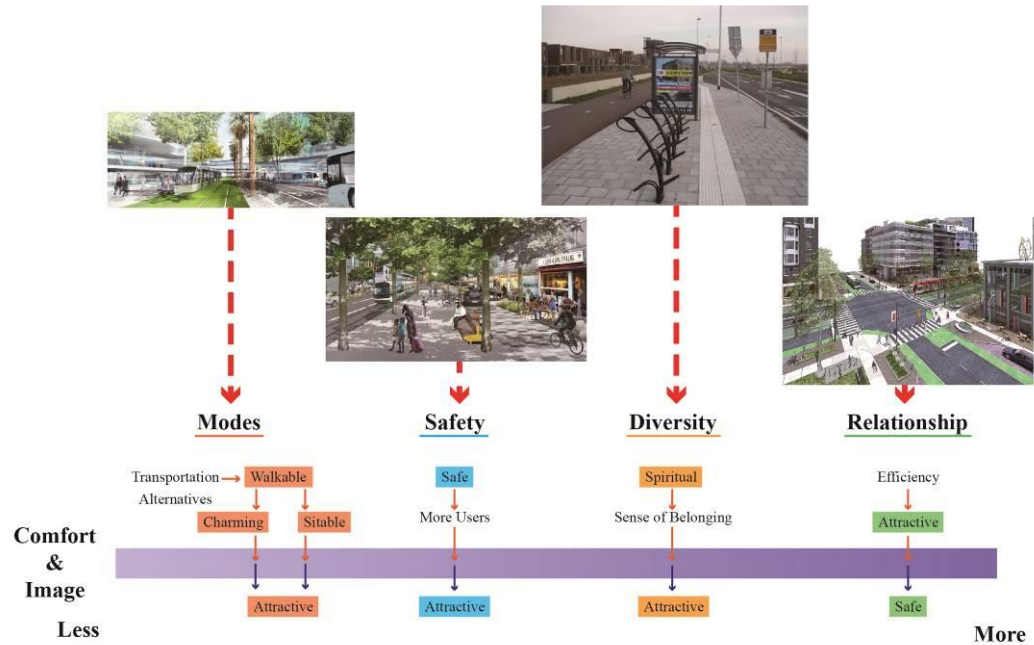 Modes
Safety
Diversity
Relationship
Transportation
Alternatives
Walkable
Safe
Spiritual
Efficiency
Charming
Sitable
More Users
Sense of Belonging
Attractive
Comfort
&
Image
Attractive
Attractive
Attractive
Safe
Less
More